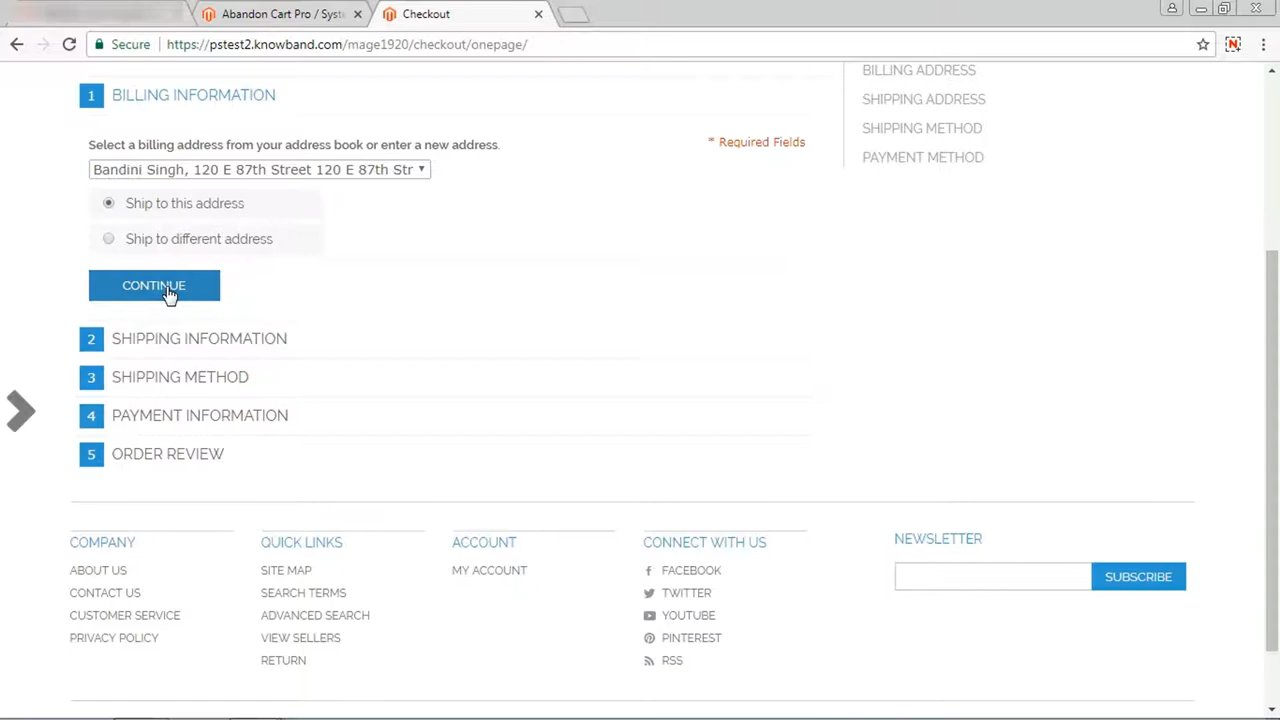 Abandon Cart Pro / Syst
Checkout
Secure https://pstest2.knowband.com/mage1920/checkout/onepage/
1 BILLING INFORMATION
Select a billing address from your address book or enter a new address.
* Required Fields
Bandini Singh, 120 E 87th Street 120 E 87th Str
Ship to this address
Ship to different address
CONTINUE
2 SHIPPING INFORMATION
3 SHIPPING METHOD
4 PAYMENT INFORMATION
5 ORDER REVIEW
BILLING ADDRESS
SHIPPING ADDRESS
SHIPPING METHOD
PAYMENT METHOD
COMPANY
ABOUT US
CONTACT US
CUSTOMER SERVICE
PRIVACY POLICY
QUICK LINKS
SITE MAP
SEARCH TERMS
ADVANCED SEARCH
VIEW SELLERS
RETURN
ACCOUNT
MY ACCOUNT
CONNECT WITH US
FACEBOOK
TWITTER
YOUTUBE
PINTEREST
RSS
NEWSLETTER
SUBSCRIBE